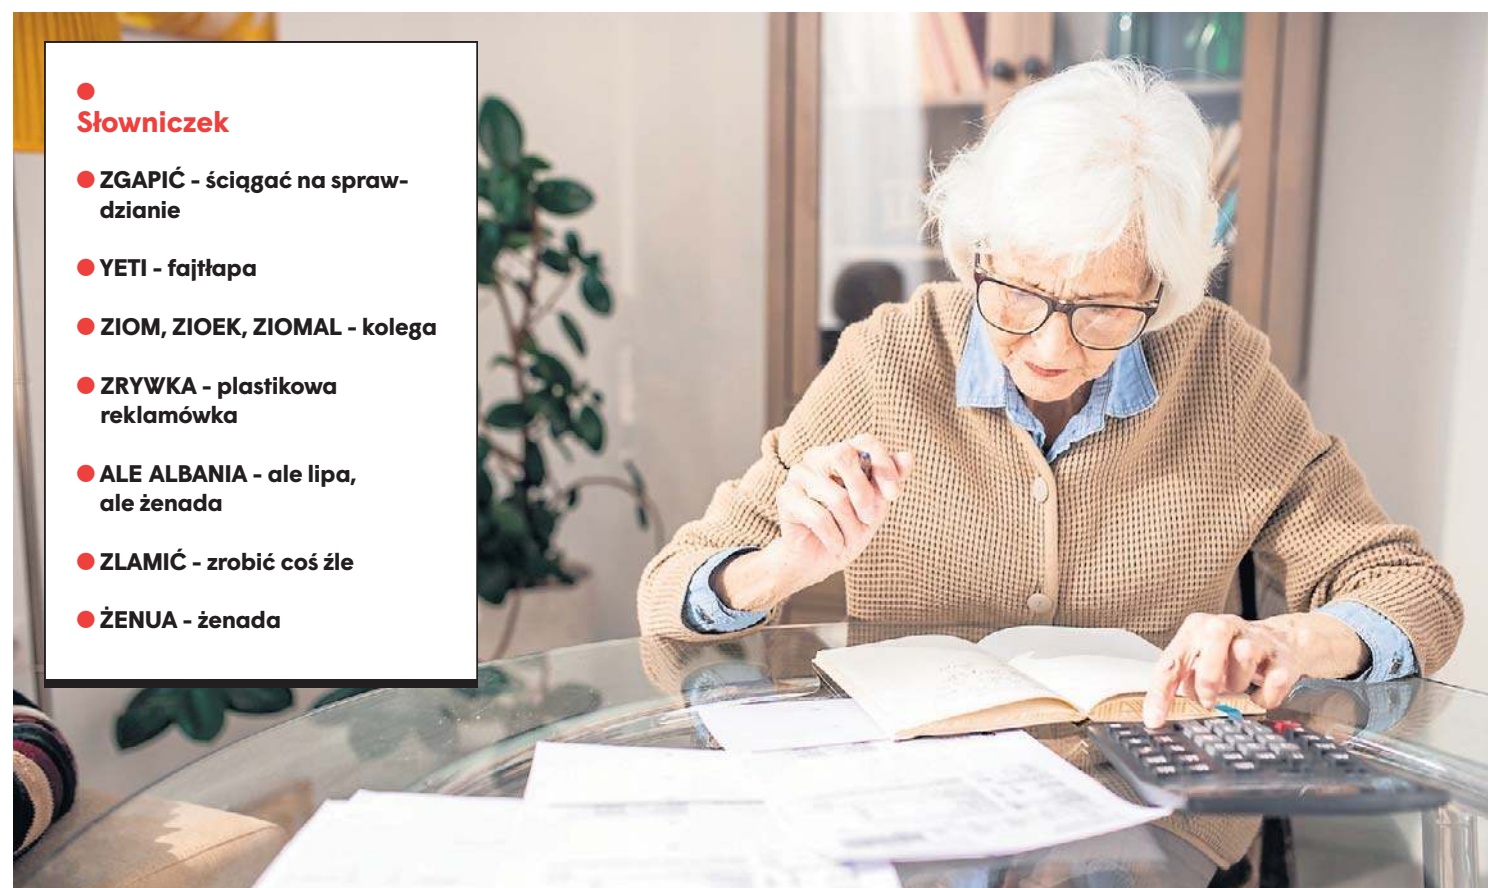 Słowniczek
ZGAPIĆ - ściągać na spraw-
dzianie
YETI - fajtłapa
ZIOM, ZIOEK, ZIOMAL - kolega
ZRYWKA - plastikowa
reklamówka
ALE ALBANIA - ale lipa,
ale żenada
ZLAMIĆ - zrobić coś źle
ŻENUA - żenada